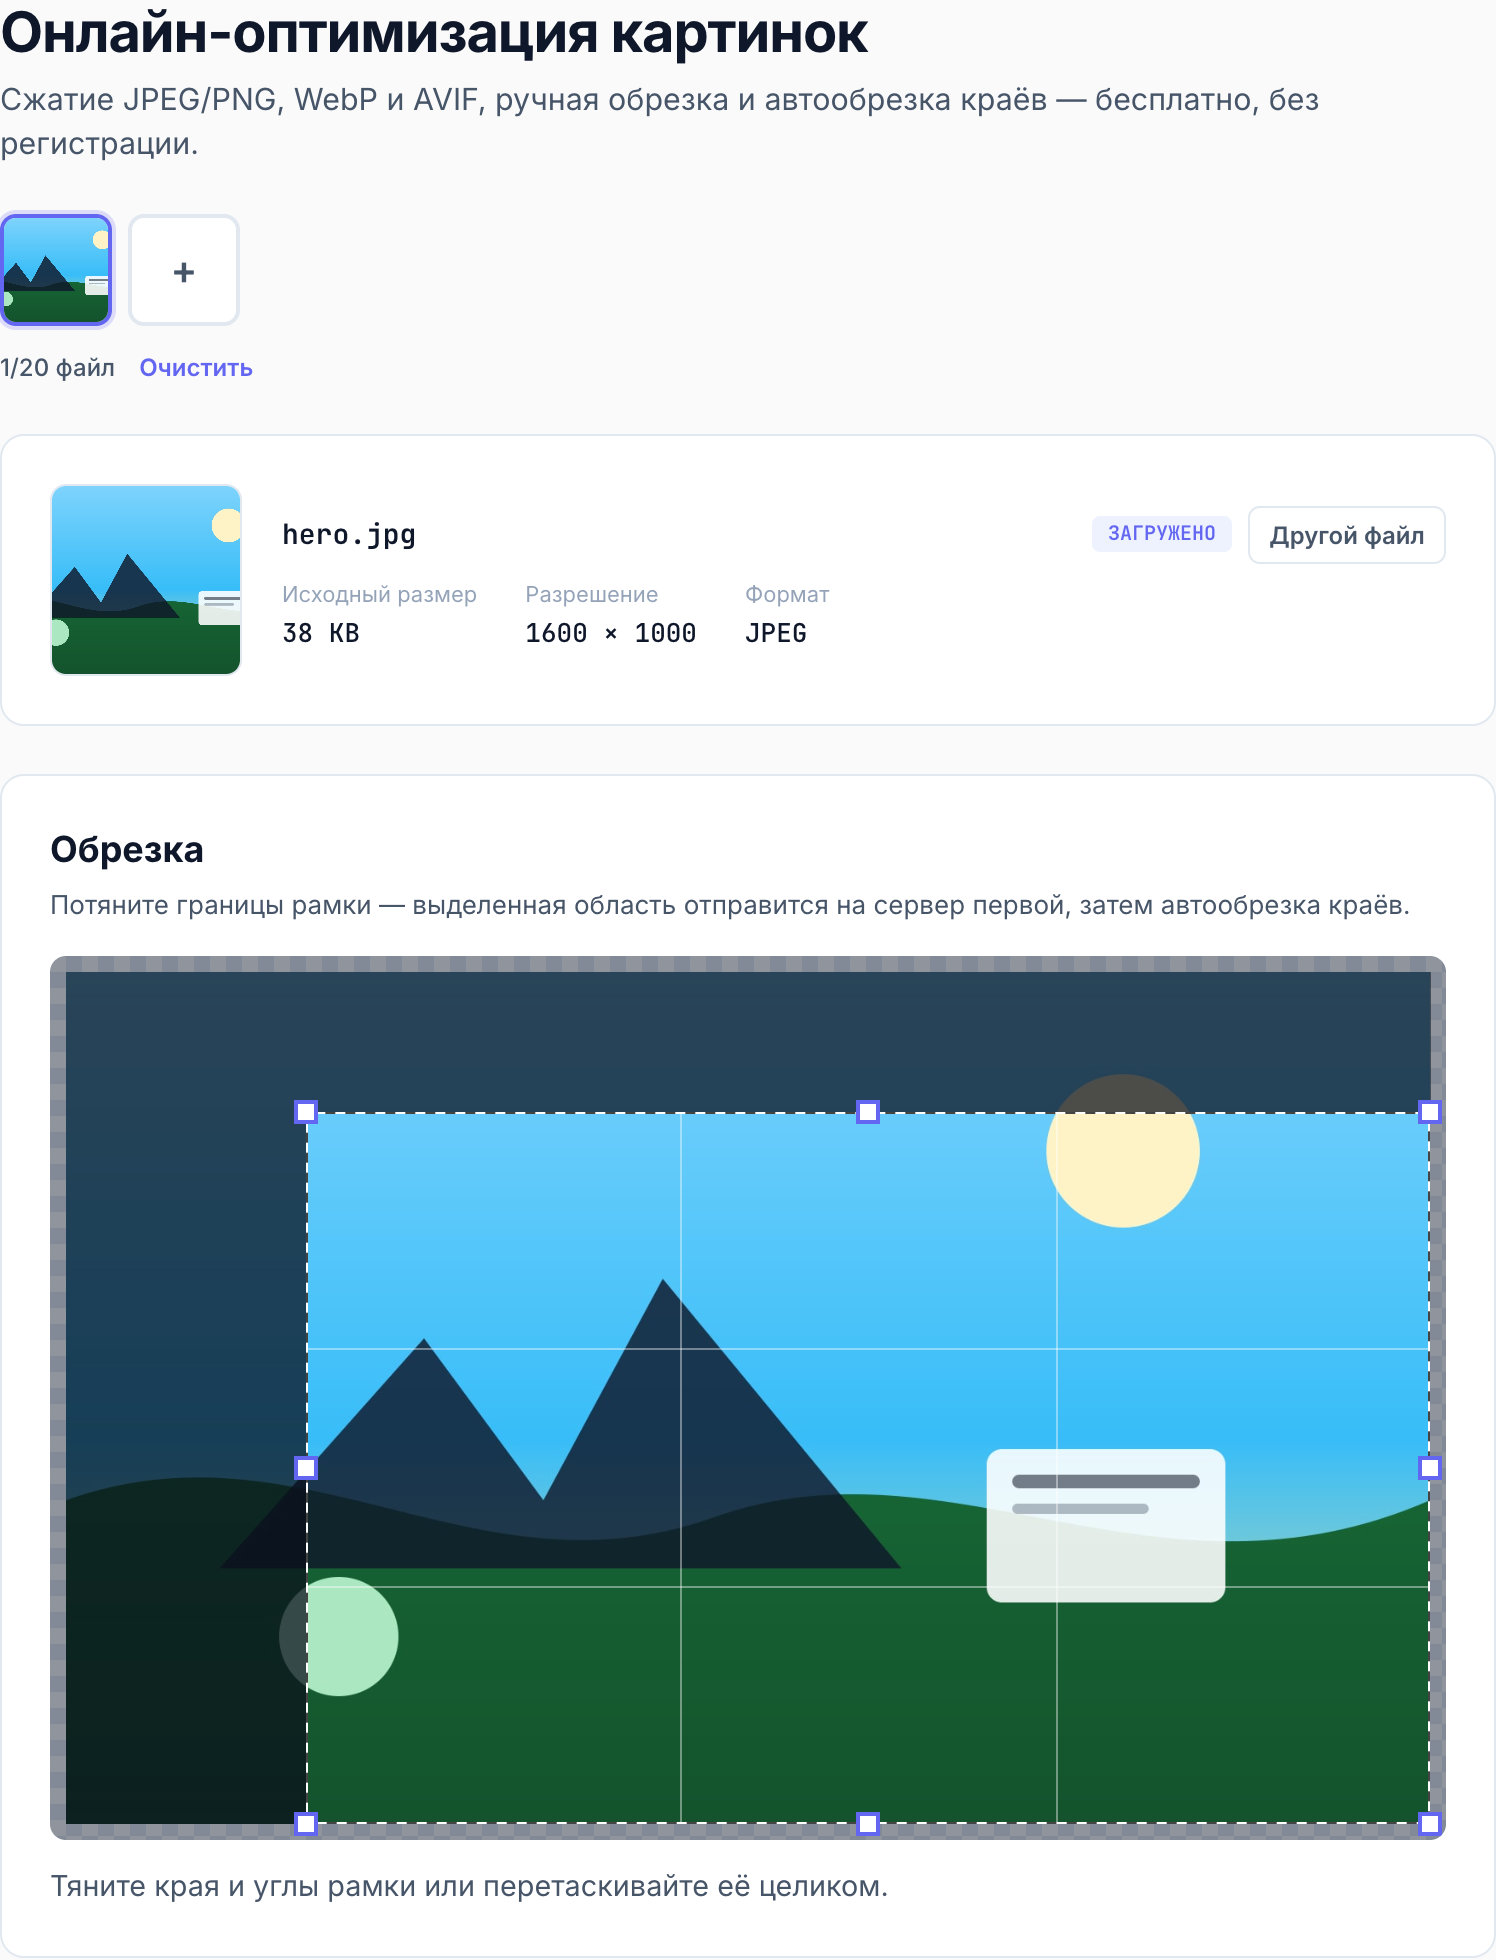 Онлайн-оптимизация картинок
Сжатие JPEG/PNG, WebP и AVIF, ручная обрезка и автообрезка краёв — бесплатно, без
регистрации.
+
1/20 файл Очистить
hero.jpg
ЗАГРУЖЕНО
Другой файл
Исходный размер Разрешение Формат
38 KB 1600 × 1000 JPEG
Обрезка
Потяните границы рамки — выделенная область отправится на сервер первой, затем автообрезка краёв.
Тяните края и углы рамки или перетаскивайте её целиком.